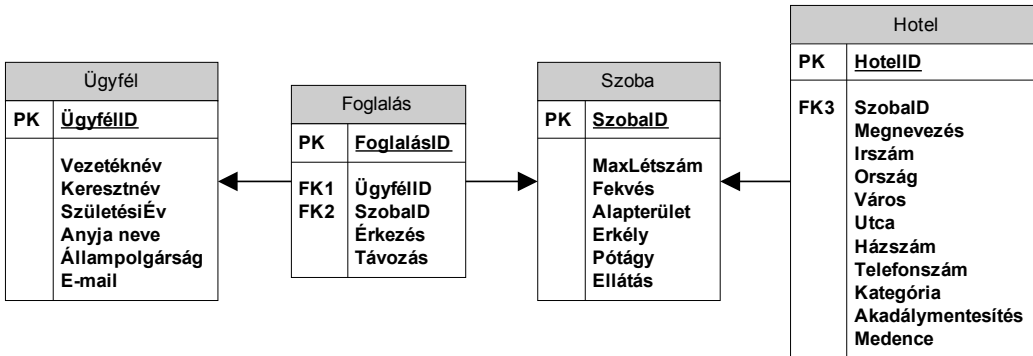 Ügyfél
PK ÜgyfélID
Vezetéknév
Keresztnév
SzületésiÉv
Anyja neve
Állampolgárság
E-mail
Foglalás
PK FoglalásID
FK1 ÜgyfélID
FK2 SzobaID
Érkezés
Távozás
Szoba
PK SzobaID
MaxLétszám
Fekvés
Alapterület
Erkély
Pótágy
Ellátás
Hotel
PK HotelID
FK3 SzobaID
Megnevezés
Irszám
Ország
Város
Utca
Házszám
Telefonszám
Kategória
Akadálymentesítés
Medence